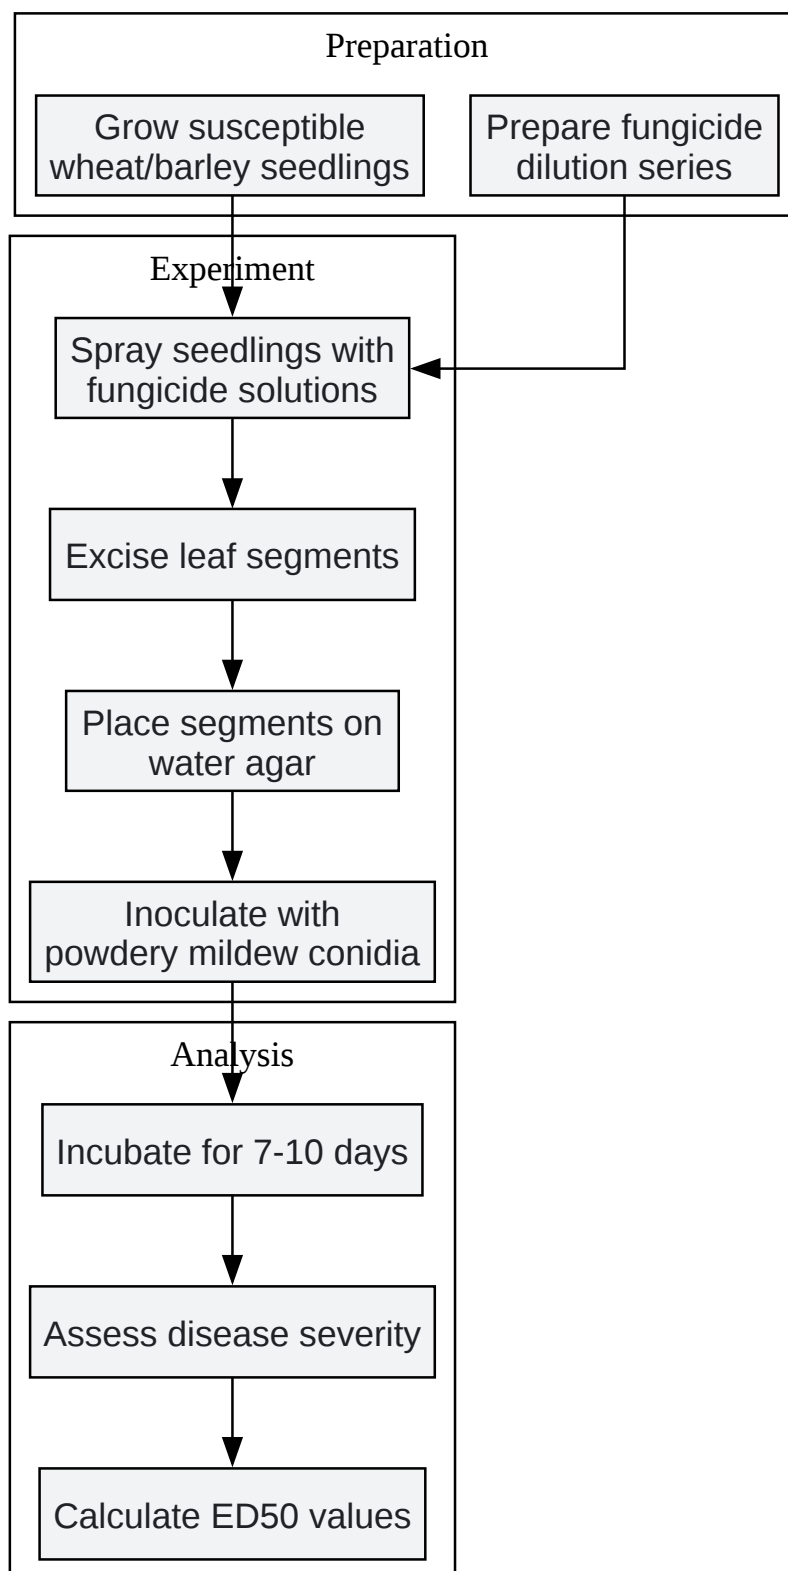 Preparation
Grow susceptible
wheat/barley seedlings
Prepare fungicide
dilution series
Experiment
Spray seedlings with
fungicide solutions
Excise leaf segments
Place segments on
water agar
Inoculate with
powdery mildew conidia
Analysis
Incubate for 7-10 days
Assess disease severity
Calculate ED50 values